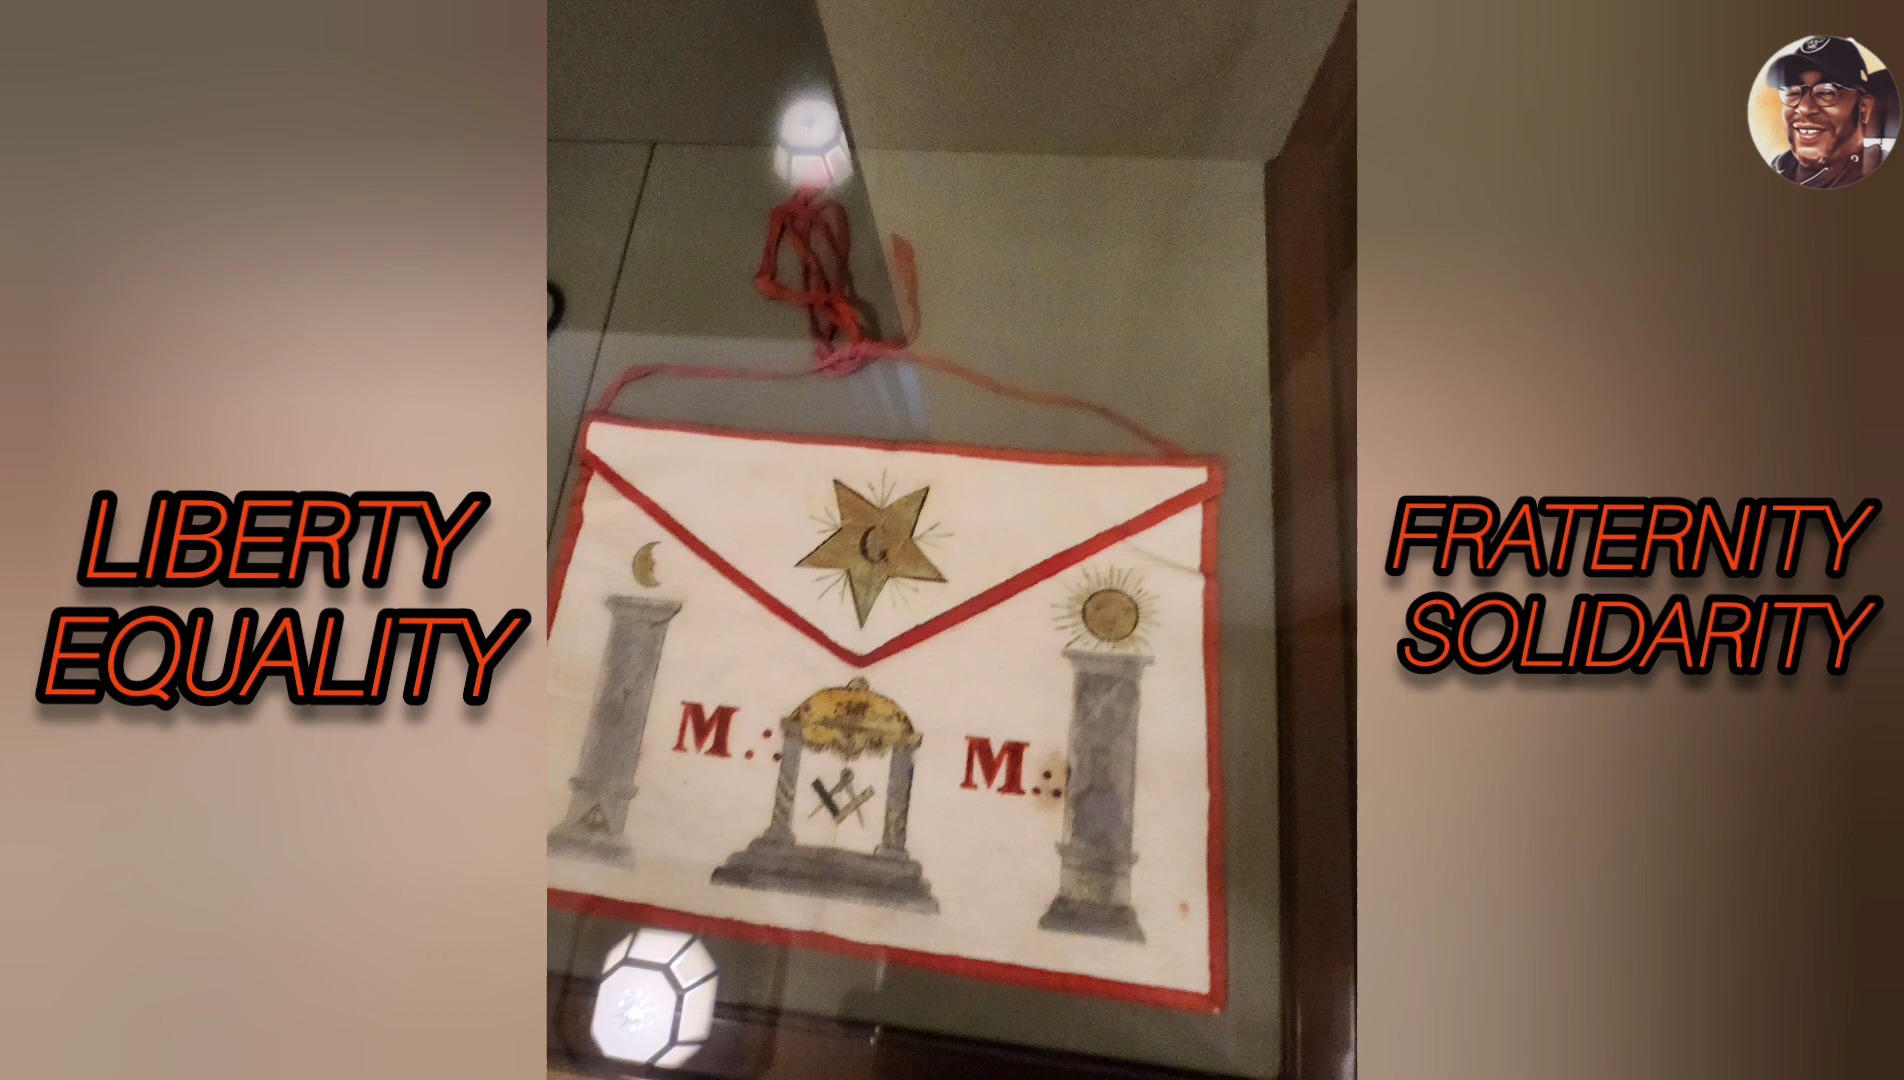 LIBERTY
EQUALITY
G
M.∴
M∴
FRATERNITY
SOLIDARITY